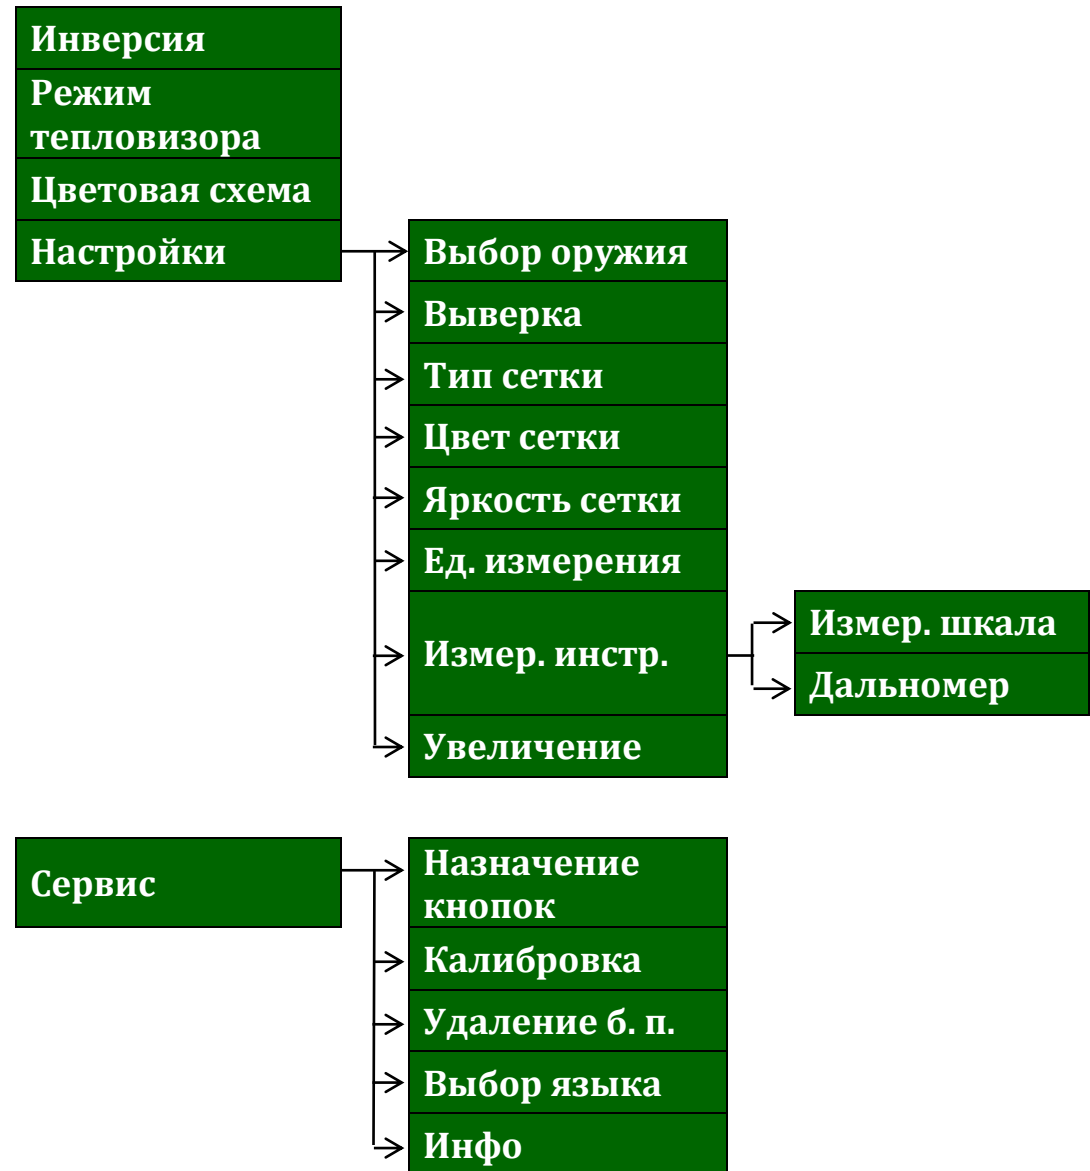 Инверсия
Режим
тепловизора
Цветовая схема
Настройки
Выбор оружия
Выверка
Тип сетки
Цвет сетки
Яркость сетки
Ед. измерения
Измер. инстр.
Измер. шкала
Дальномер
Увеличение
Сервис
Назначение
кнопок
Калибровка
Удаление б. п.
Выбор языка
Инфо